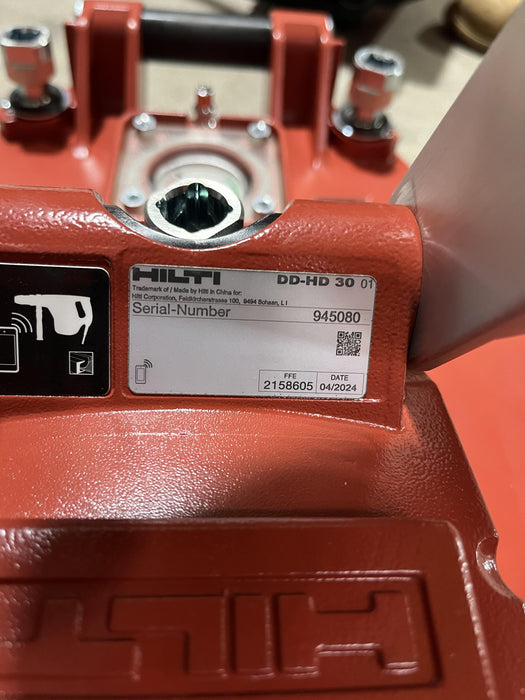 HILTI DD-HD 30 01
Trademark of / Made by Hilti in China for:
Hilti Corporation, Feldkircherstrasse 100, 9494 Schaan, LI
Serial-Number 945080
FFE DATE
2158605 04/2024
HILTI